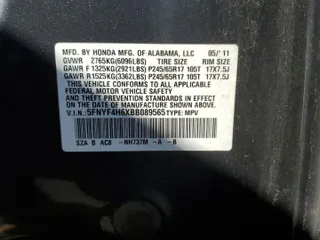 MFD. BY HONDA MFG. OF ALABAMA, LLC 05/ 11
GVWR 2765KG(6096LBS) TIRE SIZE RIM SIZE
GAWR F 1325KG(2921LBS) P245/65R17 105T 17X7.5J
GAWR R 1525KG(3362LBS) P245/65R17 105T 17X7.5J
THIS VEHICLE CONFORMS TO ALL APPLICABLE
FEDERAL MOTOR VEHICLE SAFETY STANDARDS
IN EFFECT ON THE DATE OF MANUFACTURE
SHOWN ABOVE.
V.I.N.: 5FNYF4H6XBB089565 TYPE: MPV
SZA B AC8 -NH737M -A -B